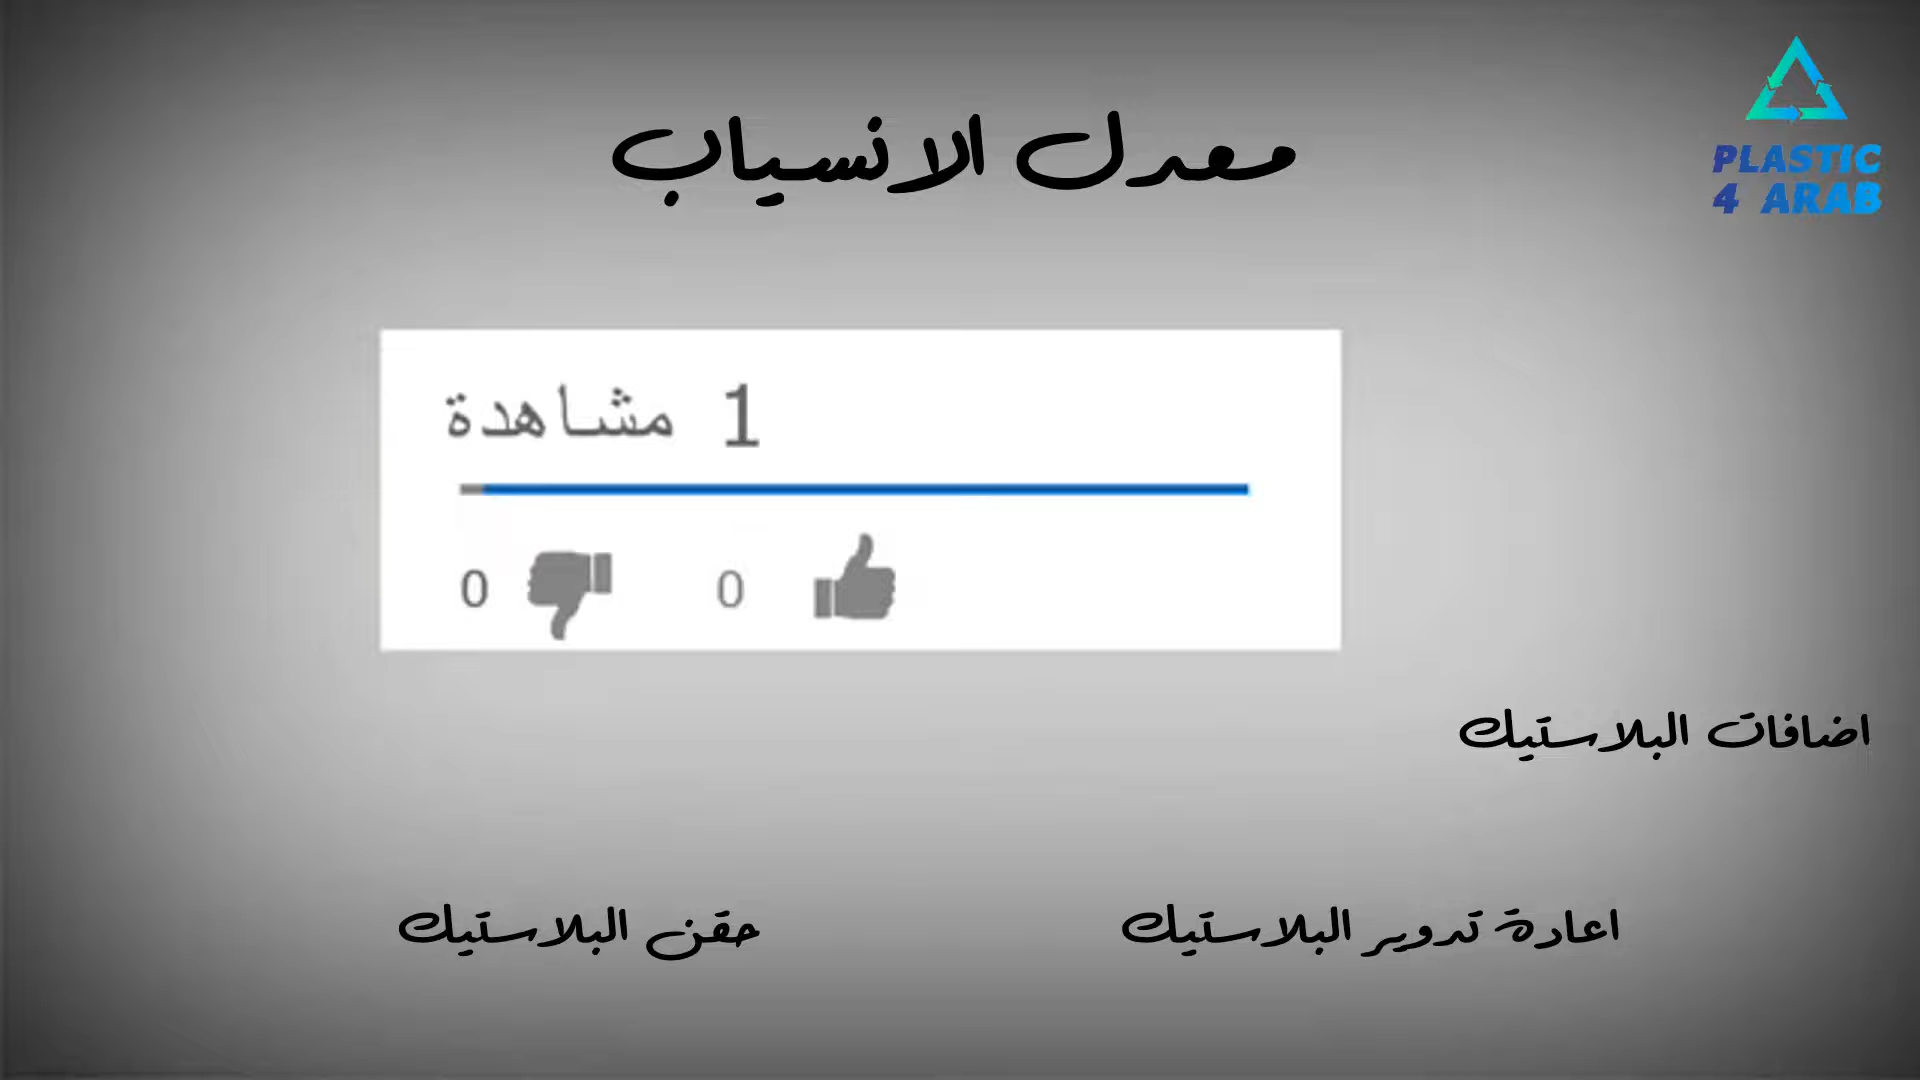 PLASTIC
4 ARAB
معدل الانسياب
1 مشاهدة
0 0
اضافات البلاستيك
اعادة تدوير البلاستيك
حقن البلاستيك